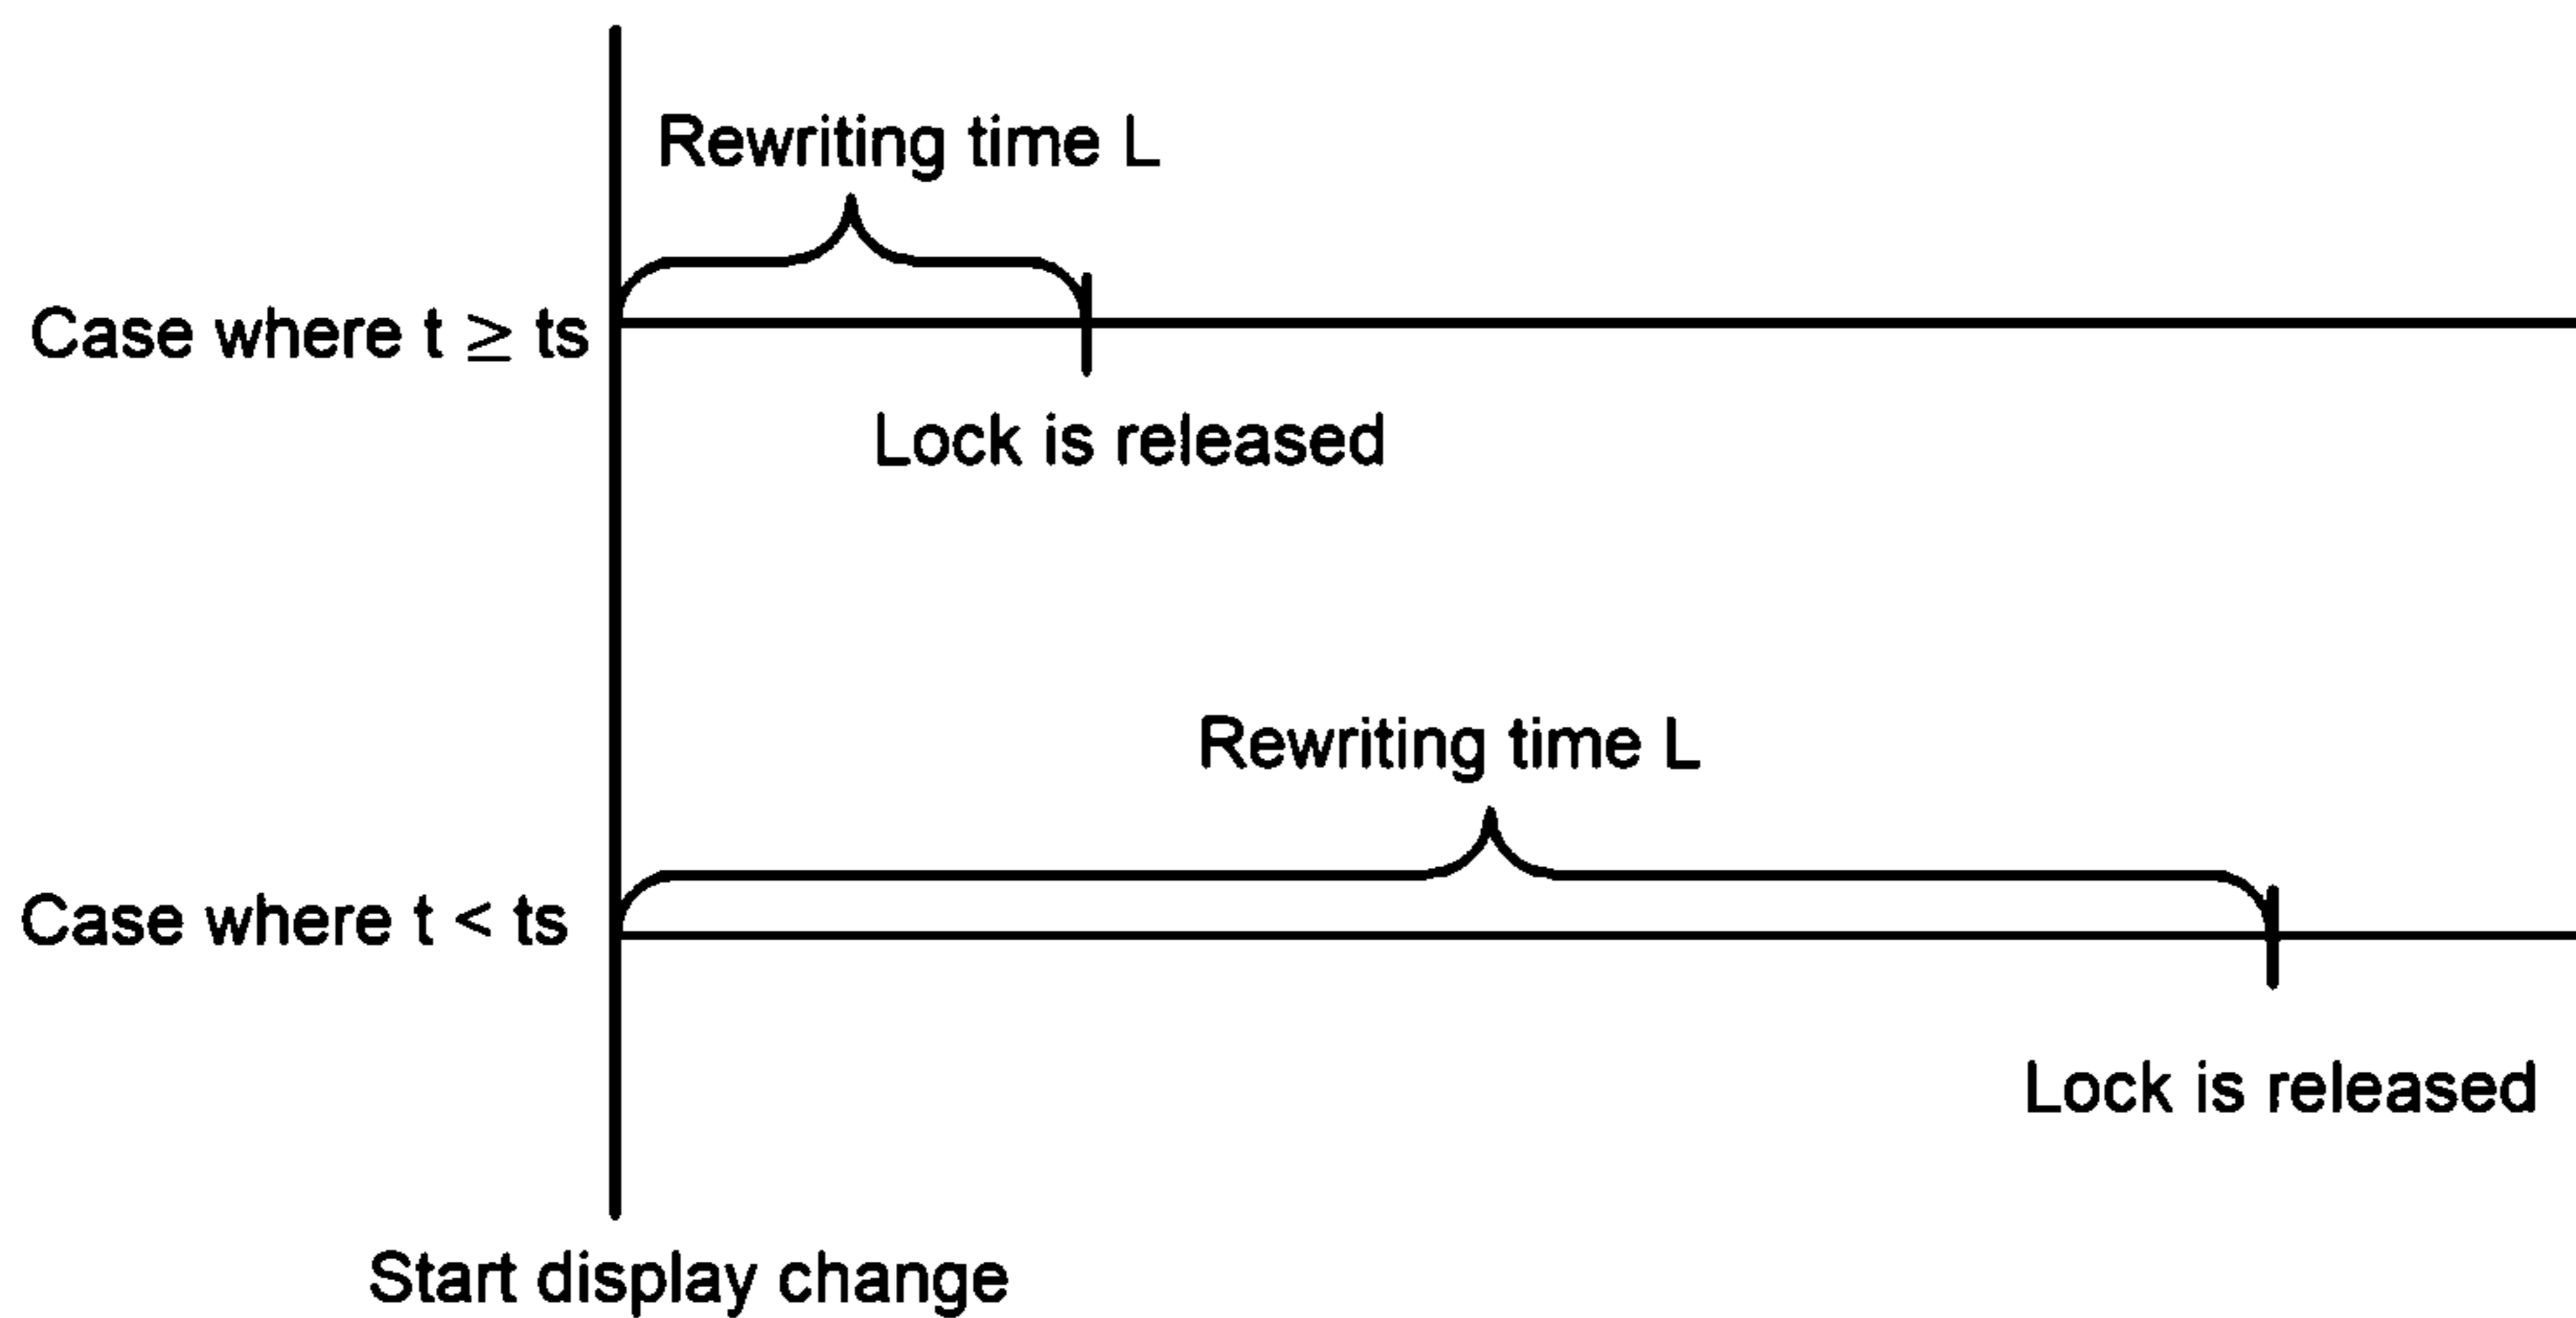 Rewriting time L
Case where t ≥ ts
Lock is released
Rewriting time L
Case where t < ts
Lock is released
Start display change